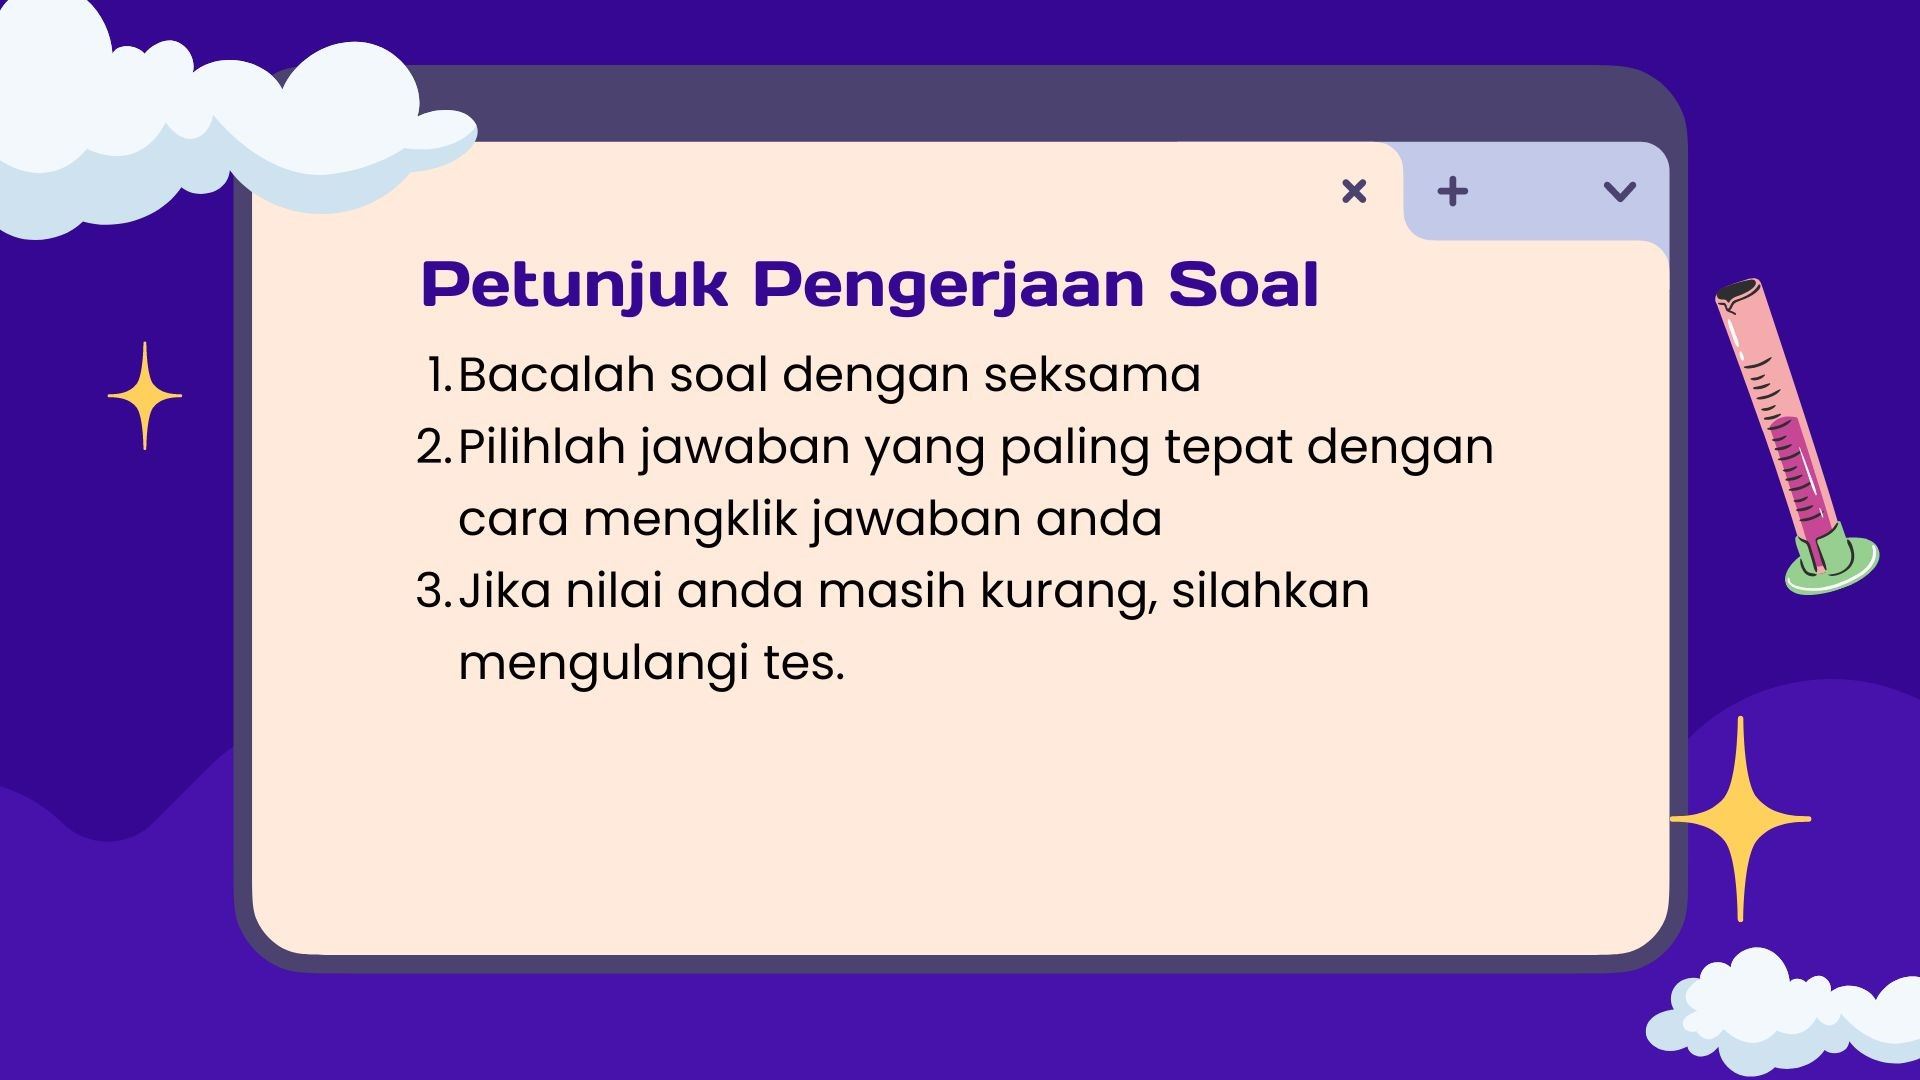 Petunjuk Pengerjaan Soal
1. Bacalah soal dengan seksama
2. Pilihlah jawaban yang paling tepat dengan
cara mengklik jawaban anda
3. Jika nilai anda masih kurang, silahkan
mengulangi tes.